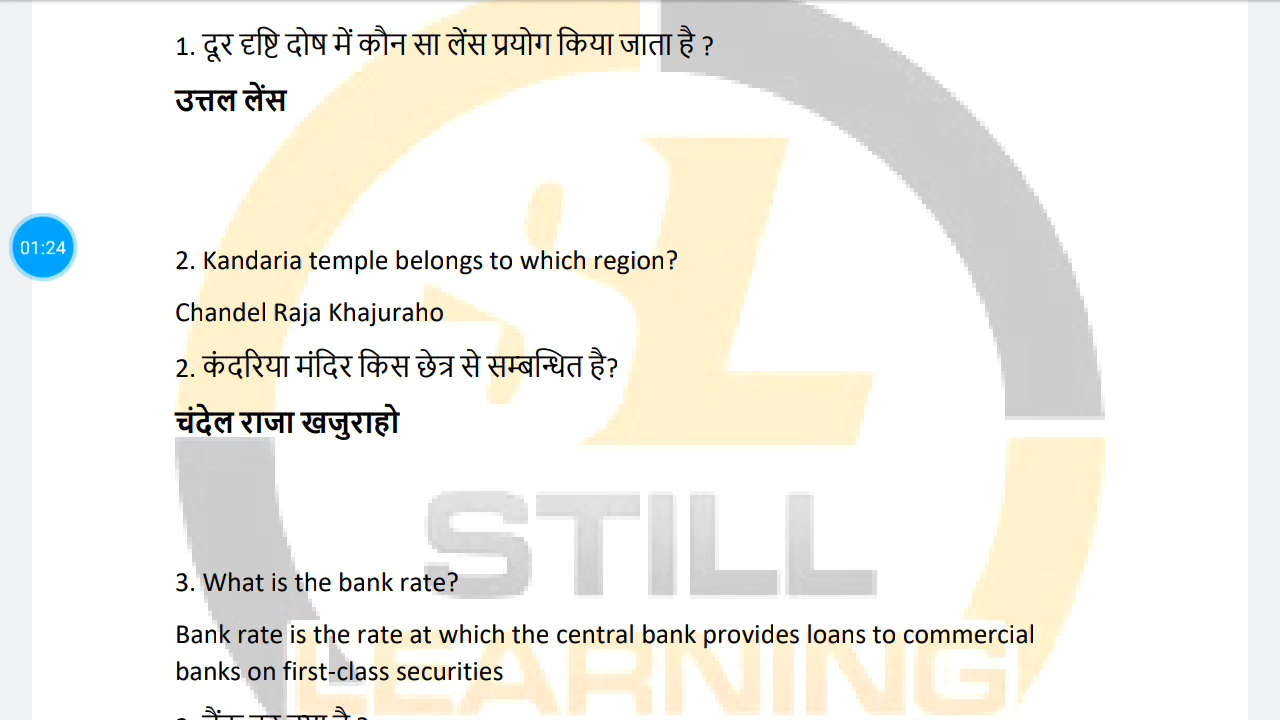 1. दूर दृष्टि दोष में कौन सा लेंस प्रयोग किया जाता है ?
उत्तल लेंस
01:24
2. Kandaria temple belongs to which region?
Chandel Raja Khajuraho
2. कंदरिया मंदिर किस छेत्र से सम्बन्धित है?
चंदेल राजा खजुराहो
SL
STILL
3. What is the bank rate?
Bank rate is the rate at which the central bank provides loans to commercial
banks on first-class securities
LEARNING